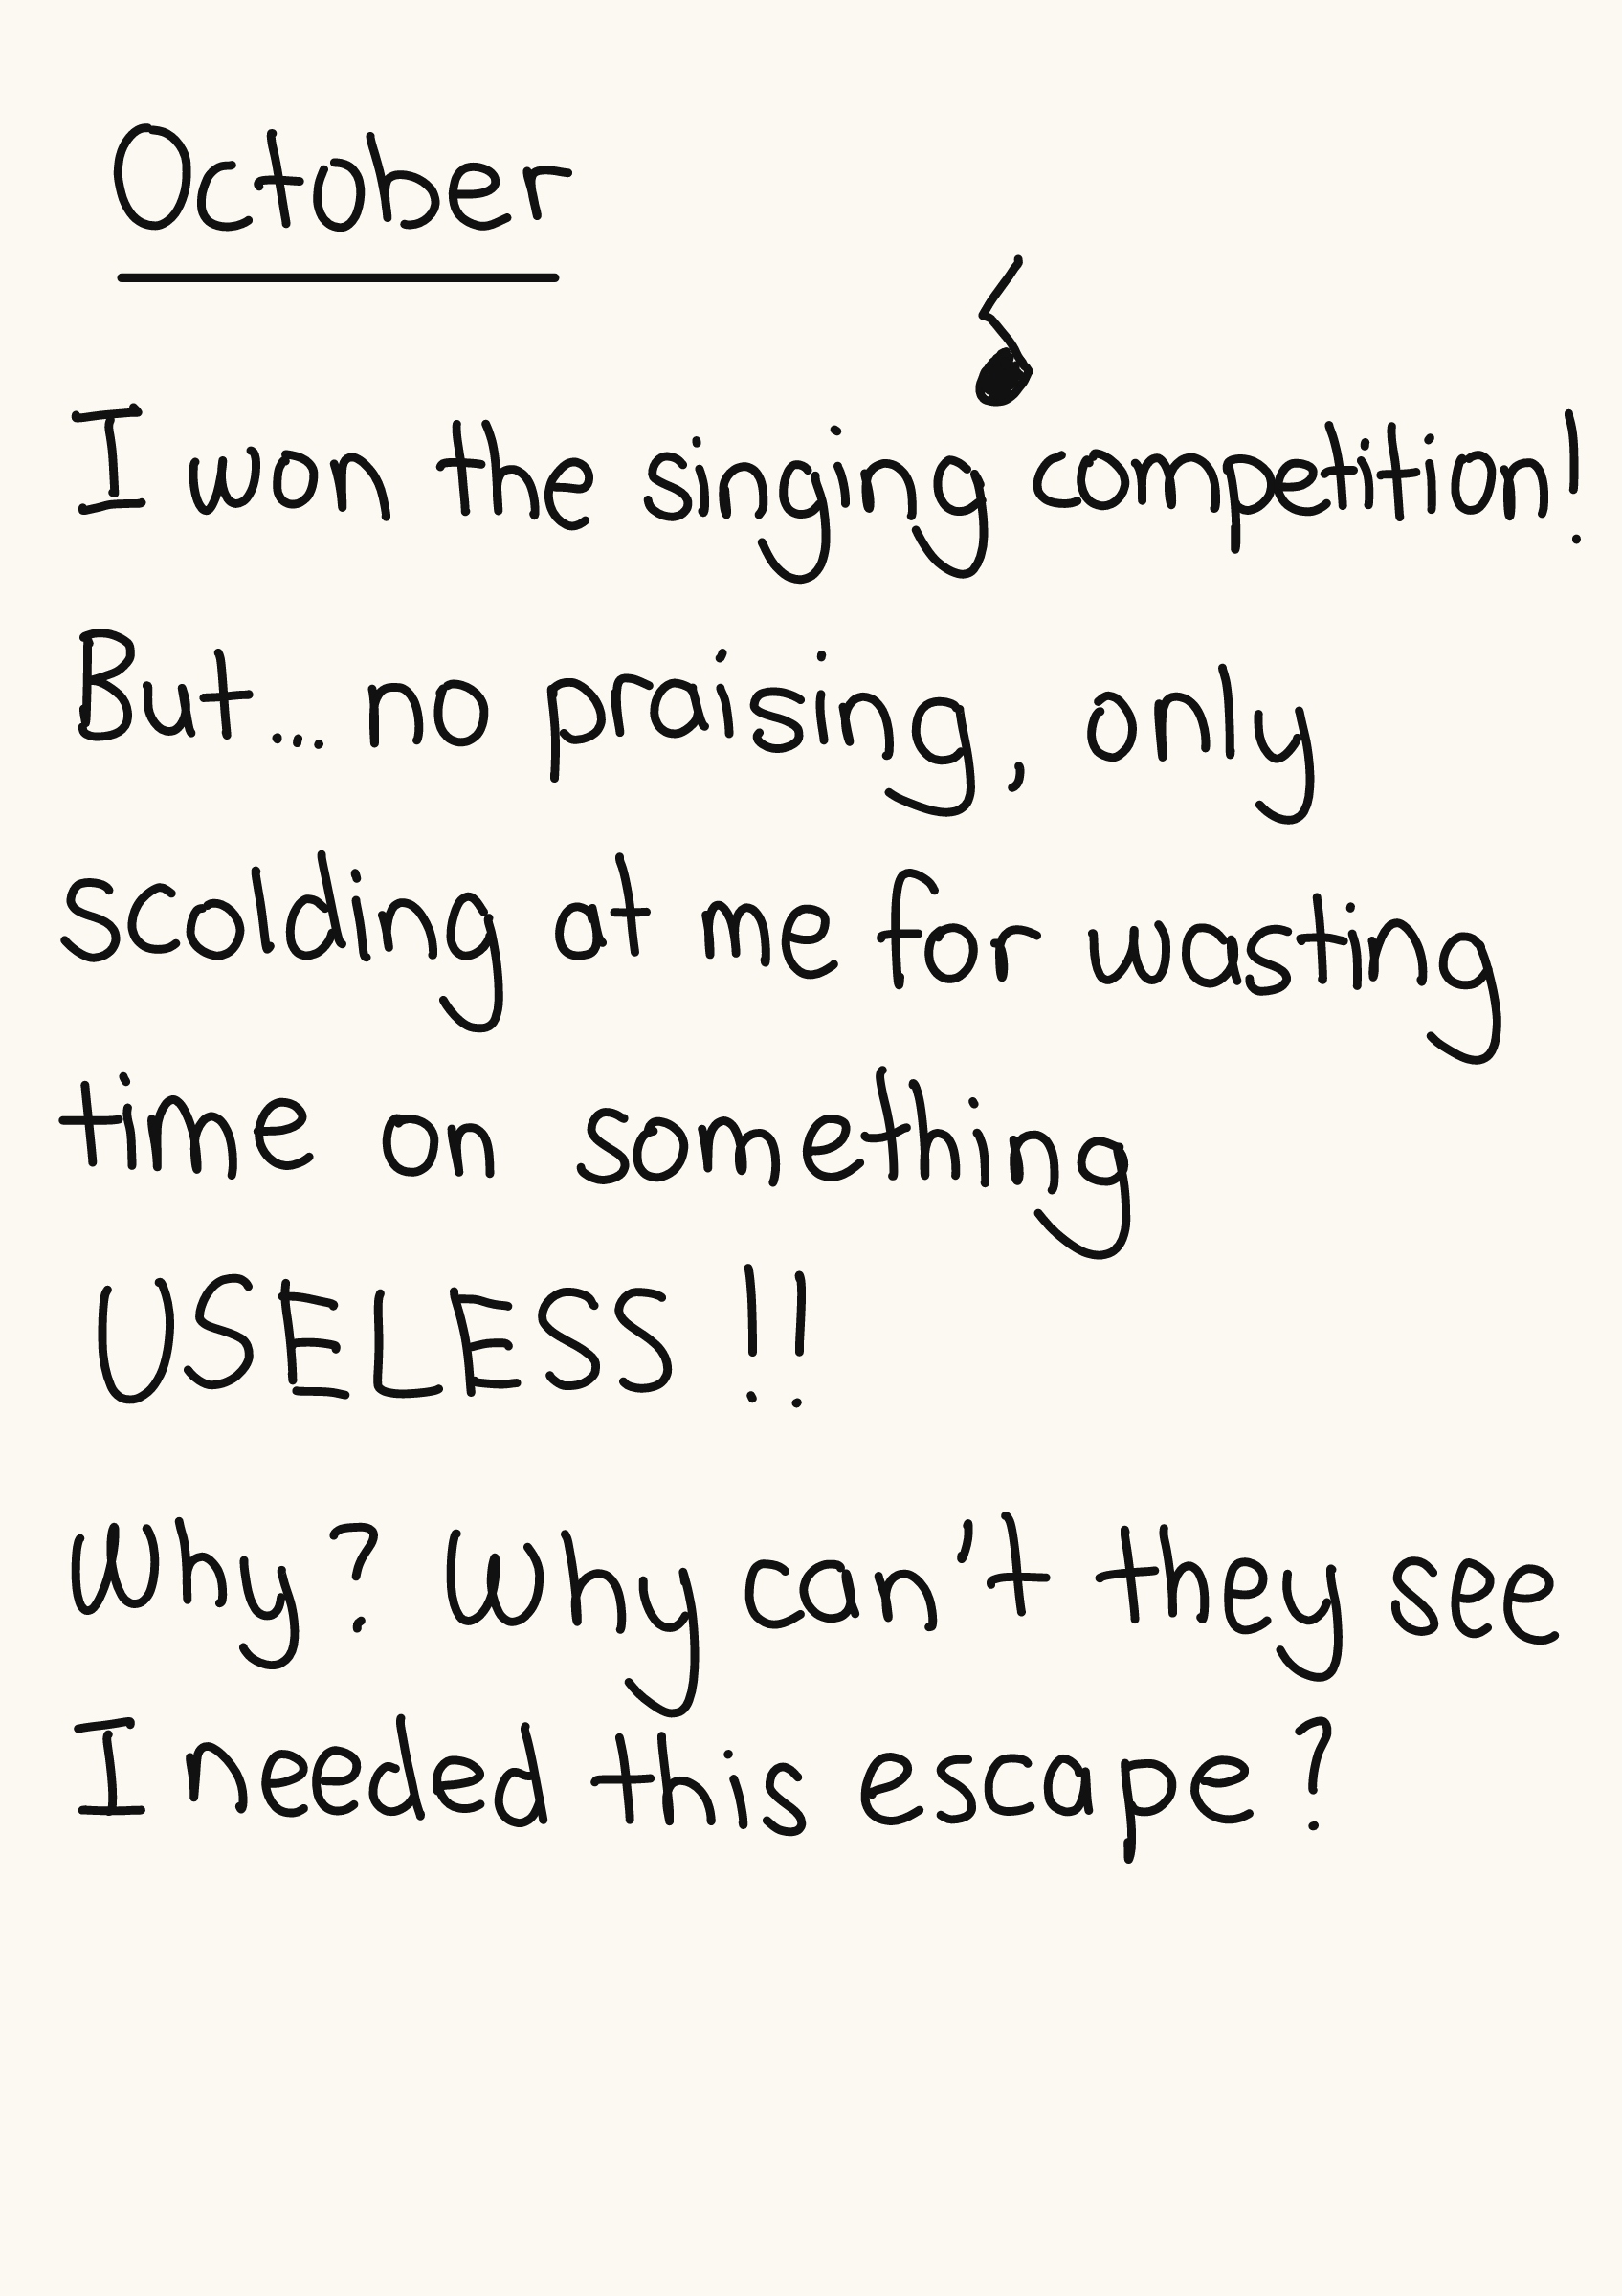 October
I won the singing competition!
But... no praising, only
scolding at me for wasting
time on something
USELESS !!
Why? Why can't they see
I needed this escape?